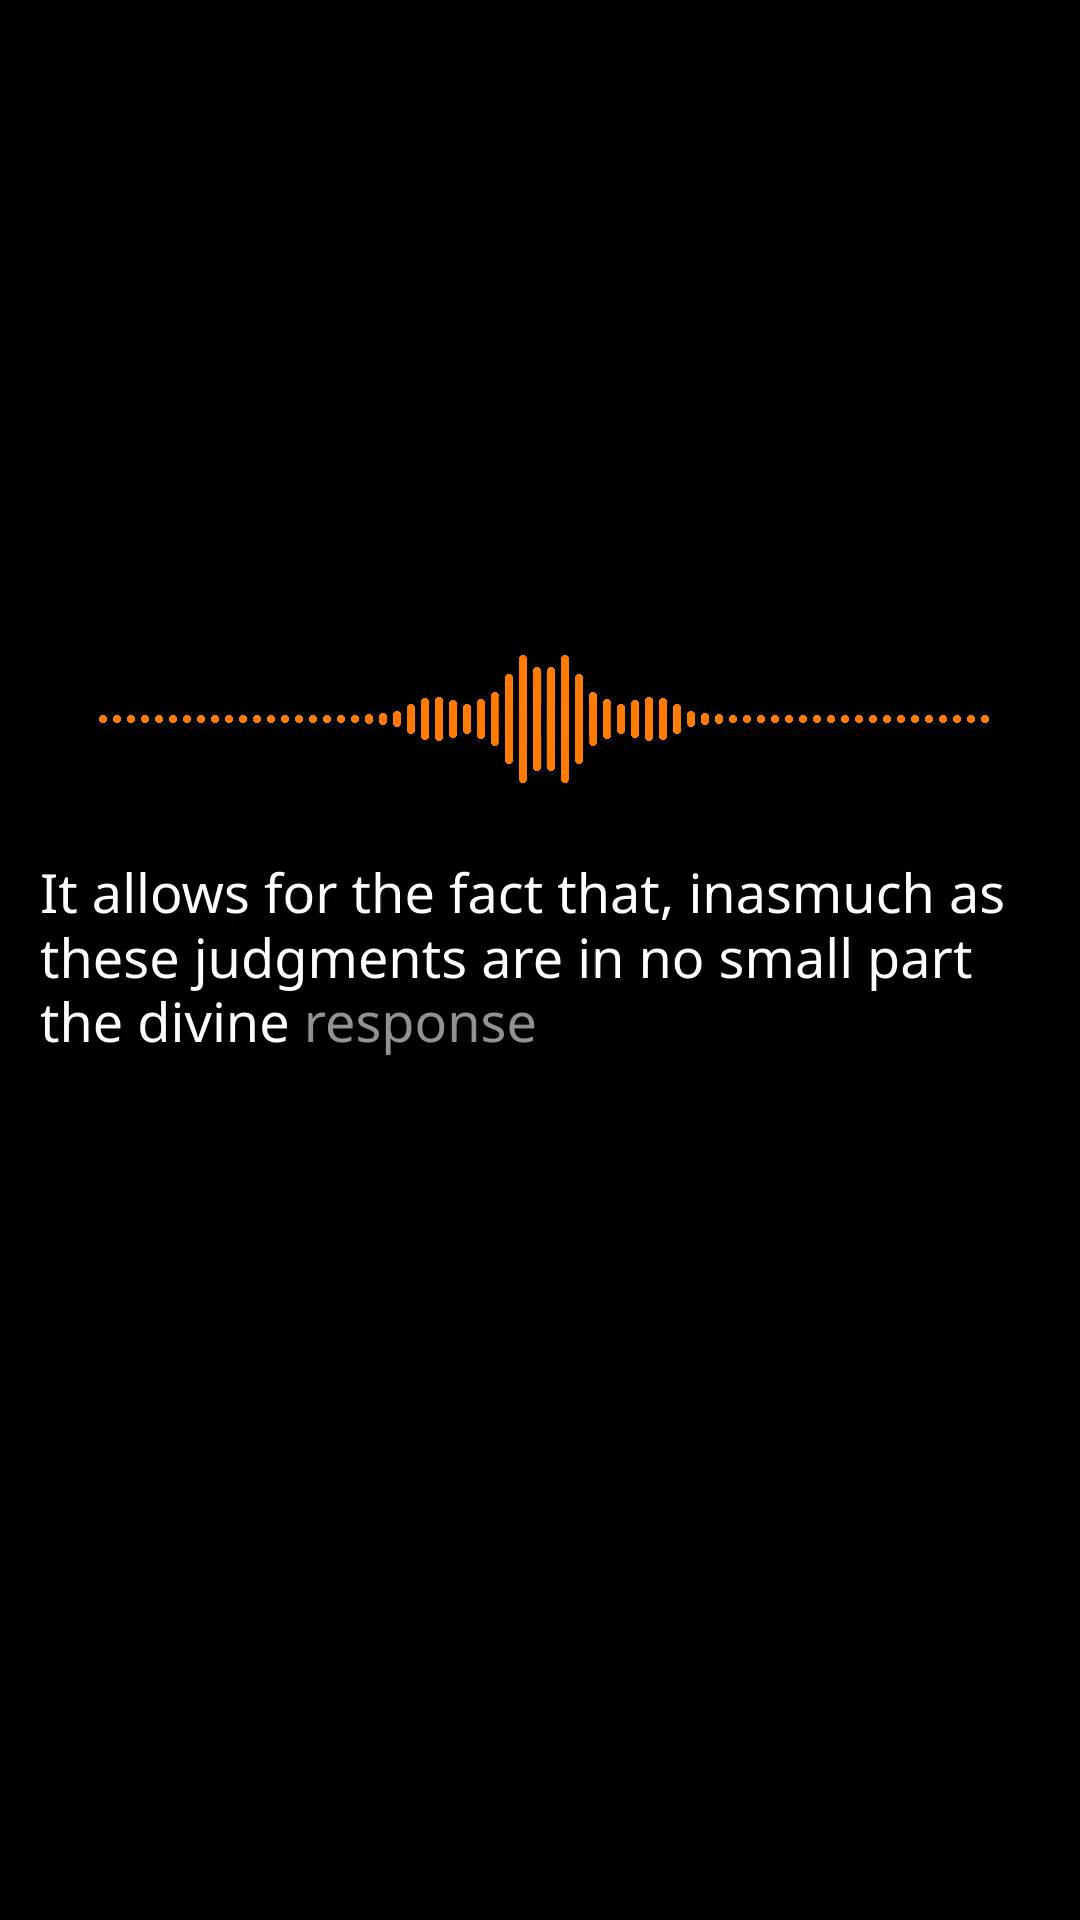 It allows for the fact that, inasmuch as
these judgments are in no small part
the divine response